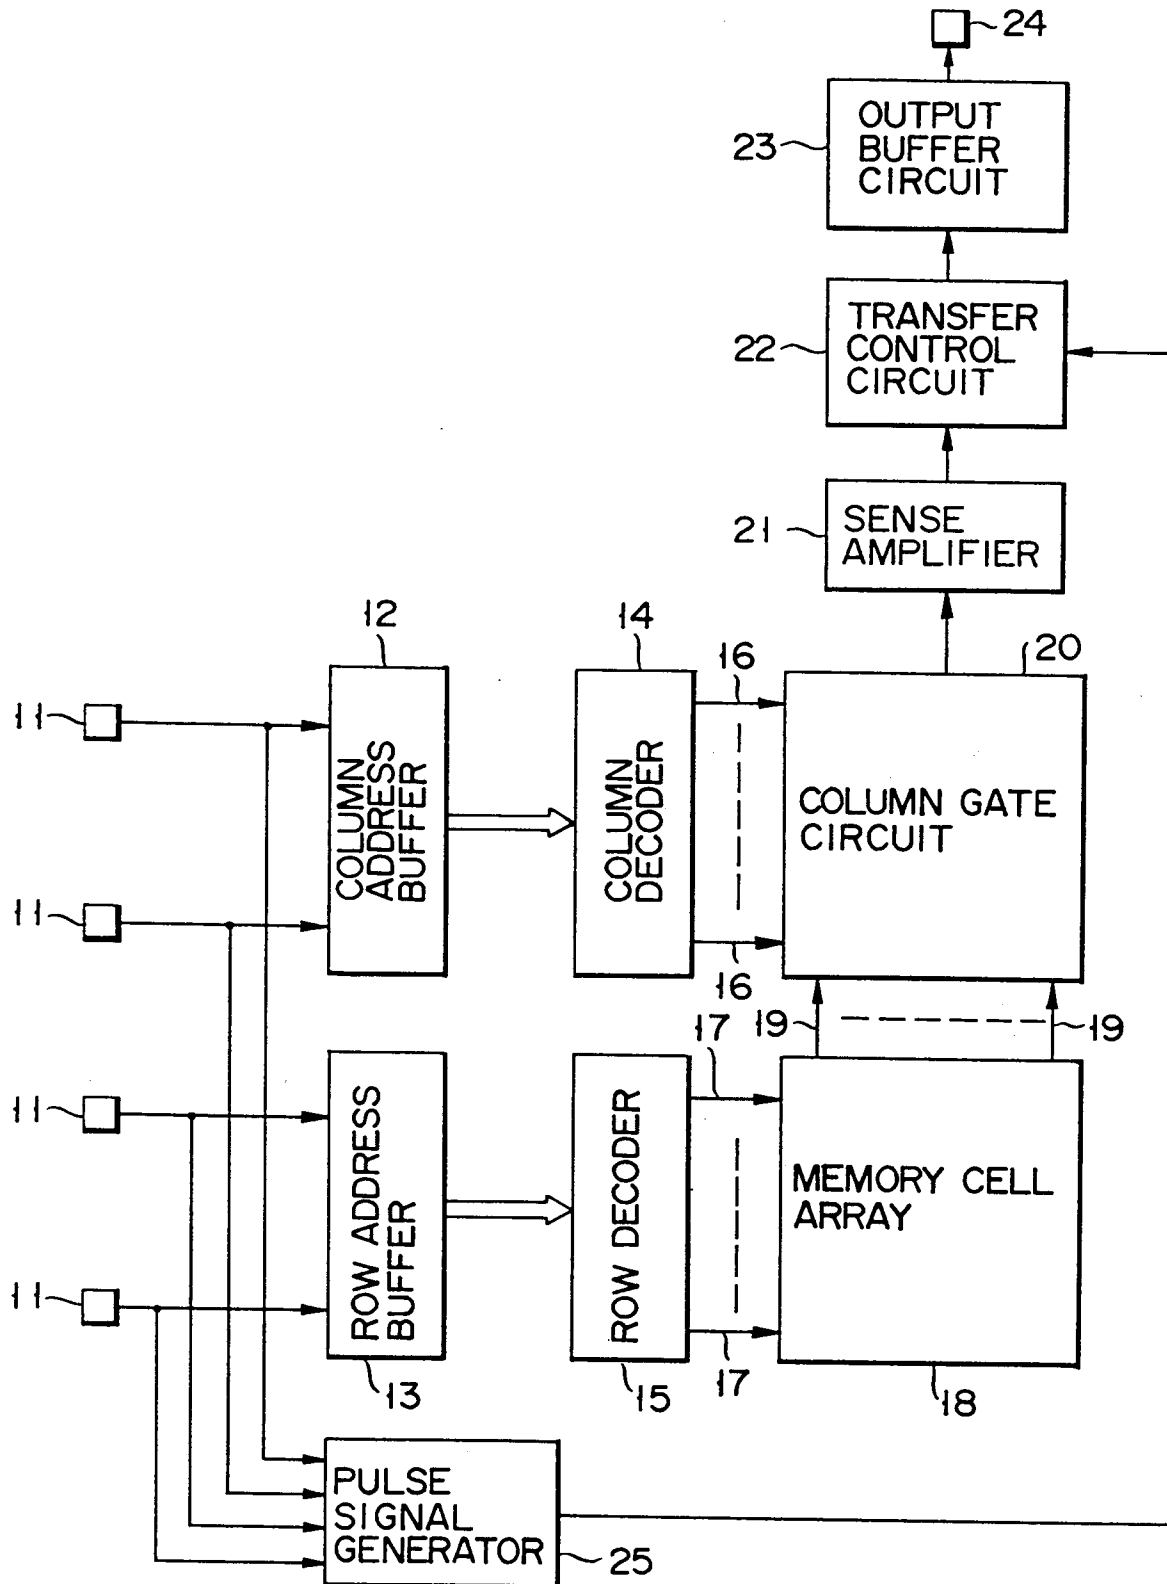 24
OUTPUT
BUFFER
CIRCUIT
23
TRANSFER
CONTROL
CIRCUIT
22
SENSE
AMPLIFIER
21
12
14
16
20
11
COLUMN
ADDRESS
BUFFER
COLUMN
DECODER
COLUMN GATE
CIRCUIT
11
16
19
19
17
11
ROW ADDRESS
BUFFER
ROW DECODER
MEMORY CELL
ARRAY
11
17
13
15
18
PULSE
SIGNAL
GENERATOR
25